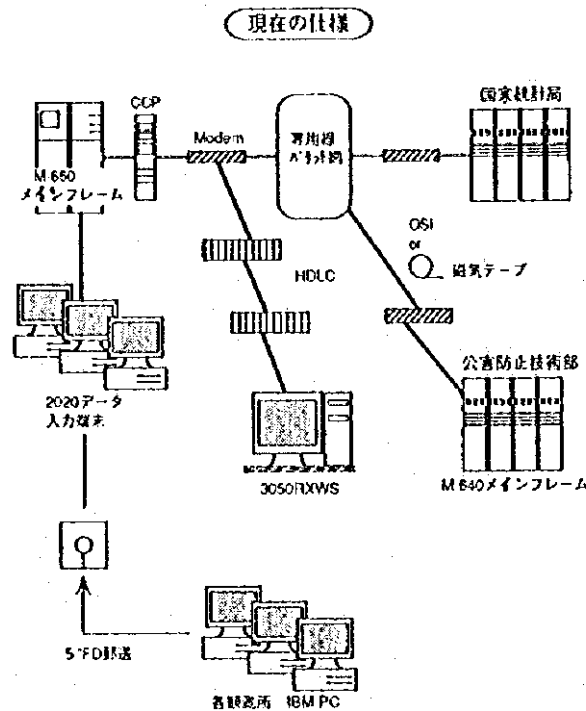 現在の仕様
CCP
Modem
専用線
パケット網
国家統計局
M-660
メインフレーム
OSI
or
磁気テープ
HDLC
2020データ
入力端末
3050RXWS
公害防止技術部
M 640メインフレーム
5"FD郵送
各観測所 IBM PC